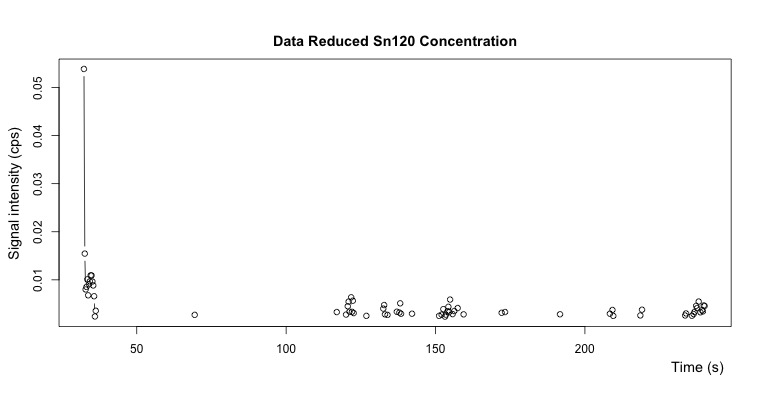 Data Reduced Sn120 Concentration
Signal intensity (cps)
0.05
0.04
0.03
0.02
0.01
50 100 150 200
Time (s)